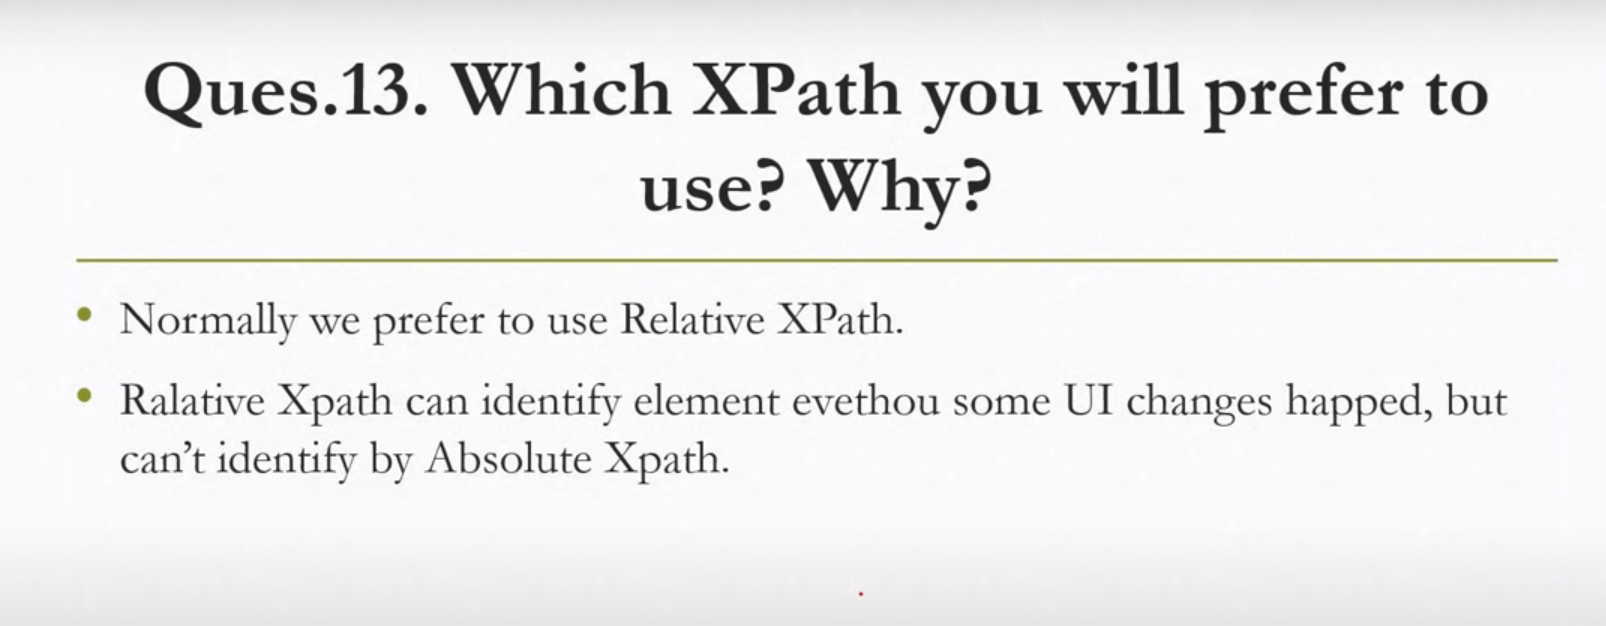 Ques.13. Which XPath you will prefer to
use? Why?
• Normally we prefer to use Relative XPath.
• Ralative Xpath can identify element evethou some UI changes happed, but
can’t identify by Absolute Xpath.